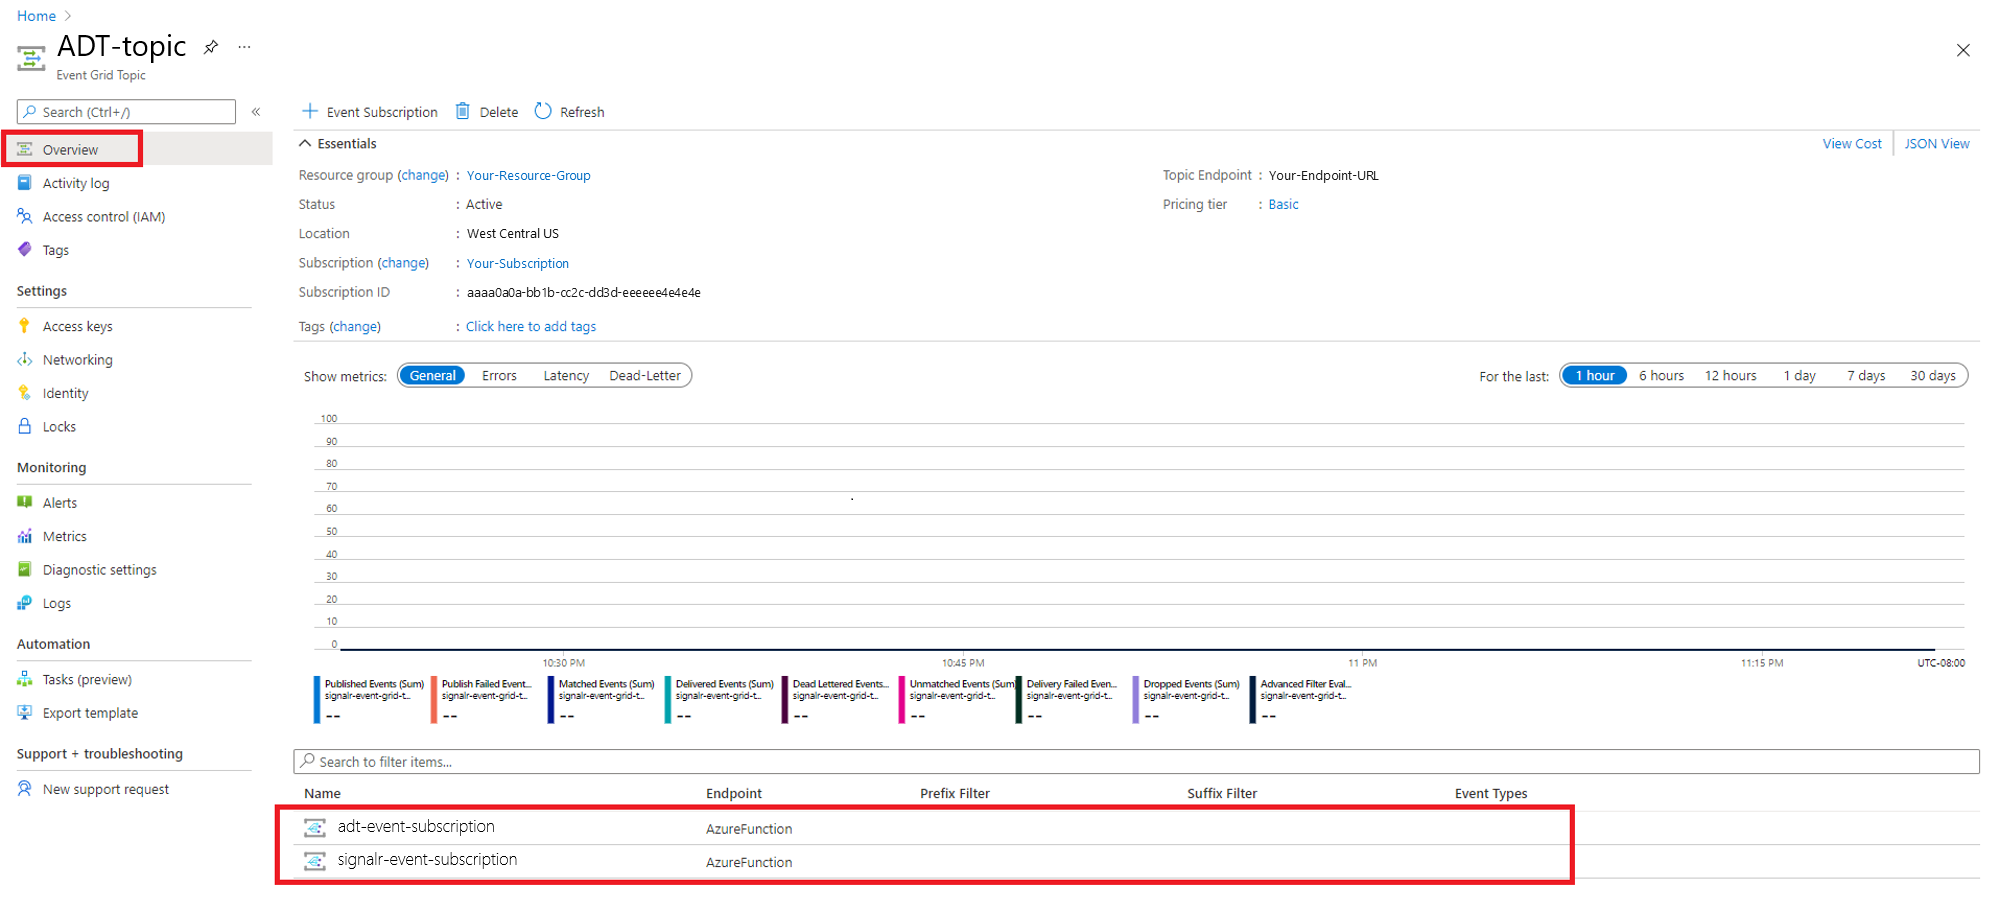 Home
ADT-topic
Event Grid Topic
Search (Ctrl+/)
Overview
Activity log
Access control (IAM)
Tags
Settings
Access keys
Networking
Identity
Locks
Monitoring
Alerts
Metrics
Diagnostic settings
Logs
Automation
Tasks (preview)
Export template
Support + troubleshooting
New support request
Event Subscription Delete Refresh
Essentials View Cost JSON View
Resource group (change) : Your-Resource-Group
Status : Active
Location : West Central US
Subscription (change) : Your-Subscription
Subscription ID : aaaa0a0a-bb1b-cc2c-dd3d-eeeeee4e4e4e
Tags (change) : Click here to add tags
Topic Endpoint : Your-Endpoint-URL
Pricing tier : Basic
Show metrics: General Errors Latency Dead-Letter
For the last: 1 hour 6 hours 12 hours 1 day 7 days 30 days
100
90
80
70
60
50
40
30
20
10
0
10:30 PM 10:45 PM 11 PM 11:15 PM UTC-08:00
Published Events (Sum)
signalr-event-grid-t...
--
Publish Failed Event...
signalr-event-grid-t...
--
Matched Events (Sum)
signalr-event-grid-t...
--
Delivered Events (Sum)
signalr-event-grid-t...
--
Dead Lettered Events...
signalr-event-grid-t...
--
Unmatched Events (Sum)
signalr-event-grid-t...
--
Delivery Failed Even...
signalr-event-grid-t...
--
Dropped Events (Sum)
signalr-event-grid-t...
--
Advanced Filter Eval...
signalr-event-grid-t...
--
Search to filter items...
Name Endpoint Prefix Filter Suffix Filter Event Types
adt-event-subscription AzureFunction
signalr-event-subscription AzureFunction